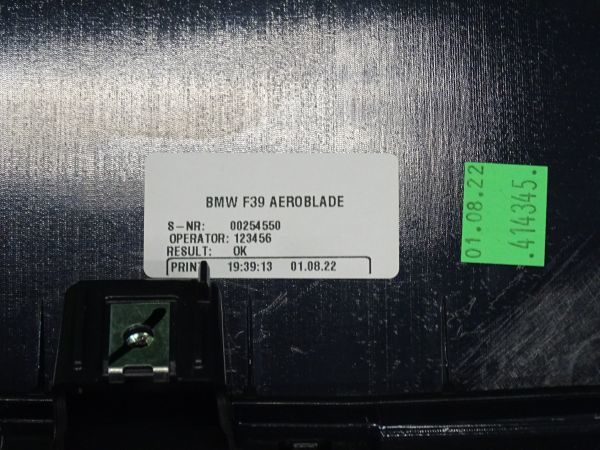 BMW F39 AEROBLADE
S-NR: 00254550
OPERATOR: 123456
RESULT: OK
PRINT 19:39:13 01.08.22
01.08.22
.414345.